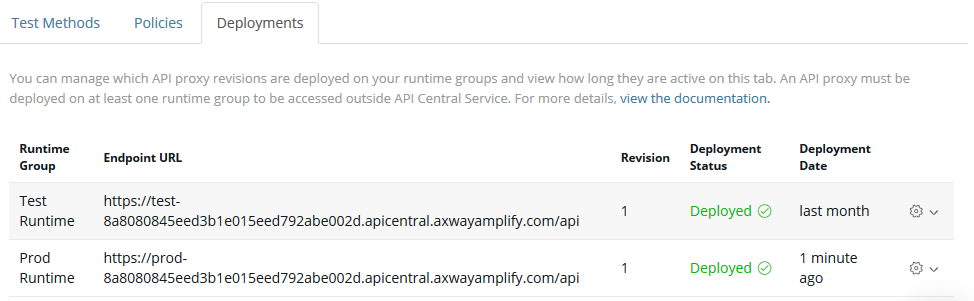 Test Methods Policies Deployments
You can manage which API proxy revisions are deployed on your runtime groups and view how long they are active on this tab. An API proxy must be
deployed on at least one runtime group to be accessed outside API Central Service. For more details, view the documentation.
Runtime Group Endpoint URL Revision Deployment Status Deployment Date
Test Runtime https://test-
8a8080845eed3b1e015eed792abe002d.apicentral.axwayamplify.com/api 1 Deployed last month
Prod Runtime https://prod-
8a8080845eed3b1e015eed792abe002d.apicentral.axwayamplify.com/api 1 Deployed 1 minute ago